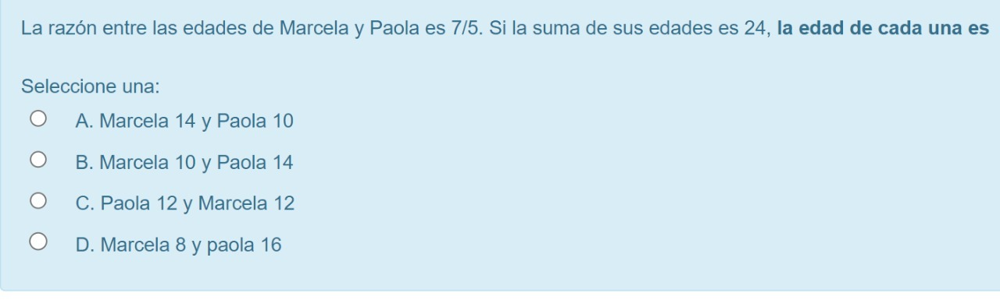 La razón entre las edades de Marcela y Paola es 7/5. Si la suma de sus edades es 24, la edad de cada una es
Seleccione una:
A. Marcela 14 y Paola 10
B. Marcela 10 y Paola 14
C. Paola 12 y Marcela 12
D. Marcela 8 y paola 16